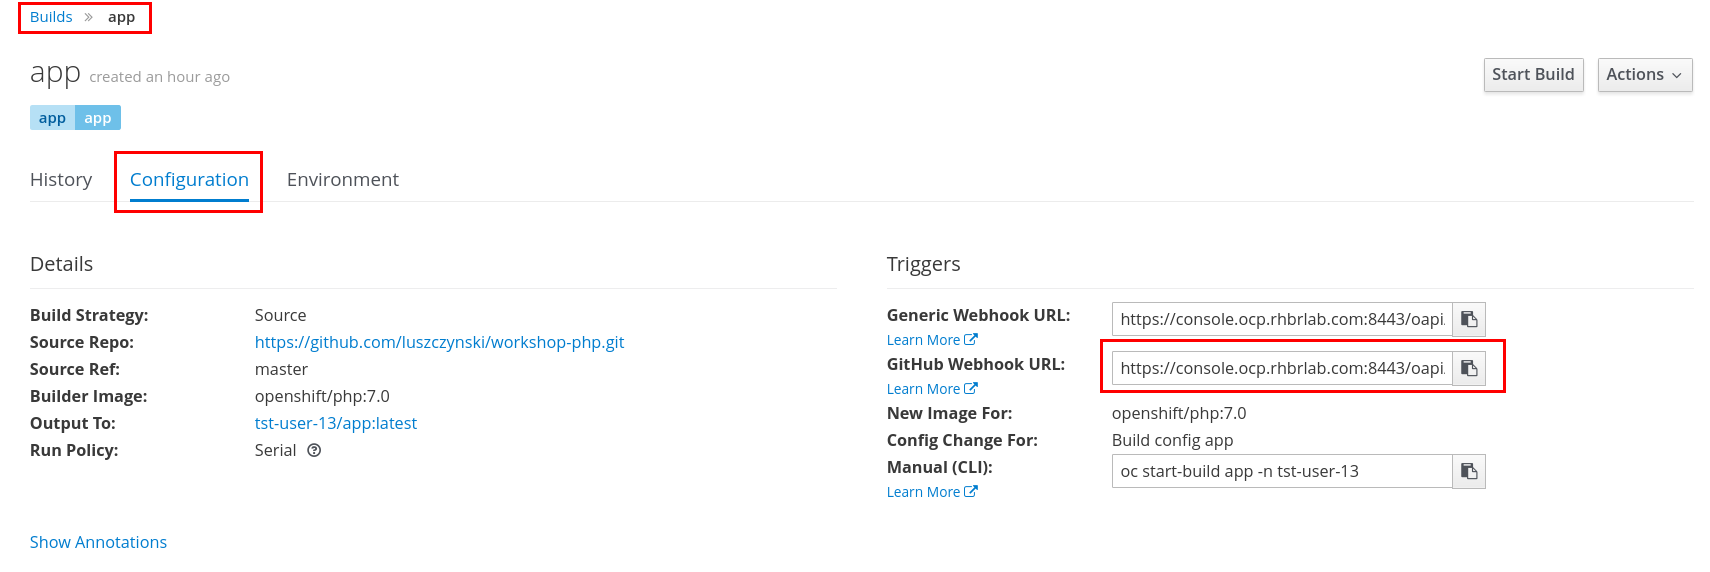 Builds » app
app created an hour ago
Start Build
Actions
app app
History Configuration Environment
Details
Build Strategy: Source
Source Repo: https://github.com/luszczynski/workshop-php.git
Source Ref: master
Builder Image: openshift/php:7.0
Output To: tst-user-13/app:latest
Run Policy: Serial
Show Annotations
Triggers
Generic Webhook URL: https://console.ocp.rhbrlab.com:8443/oapi
Learn More
GitHub Webhook URL: https://console.ocp.rhbrlab.com:8443/oapi
Learn More
New Image For: openshift/php:7.0
Config Change For: Build config app
Manual (CLI): oc start-build app -n tst-user-13
Learn More